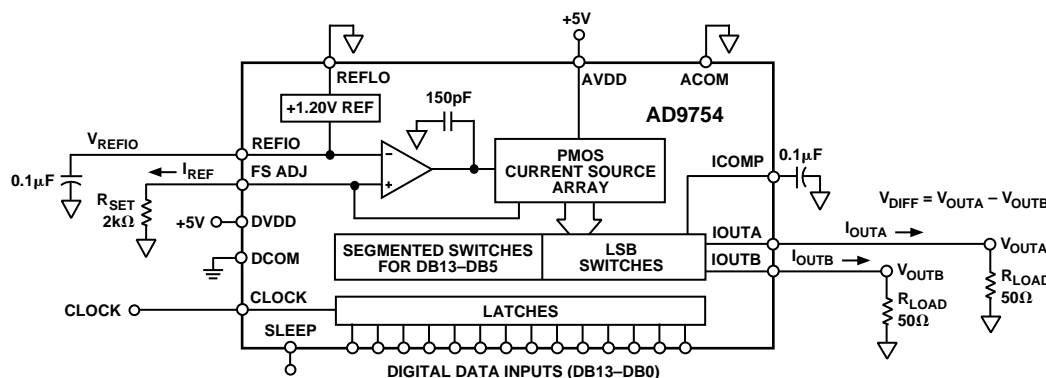 +5V
REFLO
AVDD
ACOM
+1.20V REF
150pF
AD9754
V_REFIO
REFIO
PMOS
CURRENT SOURCE
ARRAY
ICOMP
0.1μF
0.1μF
I_REF
FS ADJ
R_SET
2kΩ
V_DIFF = V_OUTA – V_OUTB
+5V
DVDD
SEGMENTED SWITCHES
FOR DB13–DB5
LSB
SWITCHES
IOUTA
I_OUTA
V_OUTA
DCOM
IOUTB
I_OUTB
V_OUTB
R_LOAD
50Ω
R_LOAD
50Ω
CLOCK
CLOCK
LATCHES
SLEEP
DIGITAL DATA INPUTS (DB13–DB0)